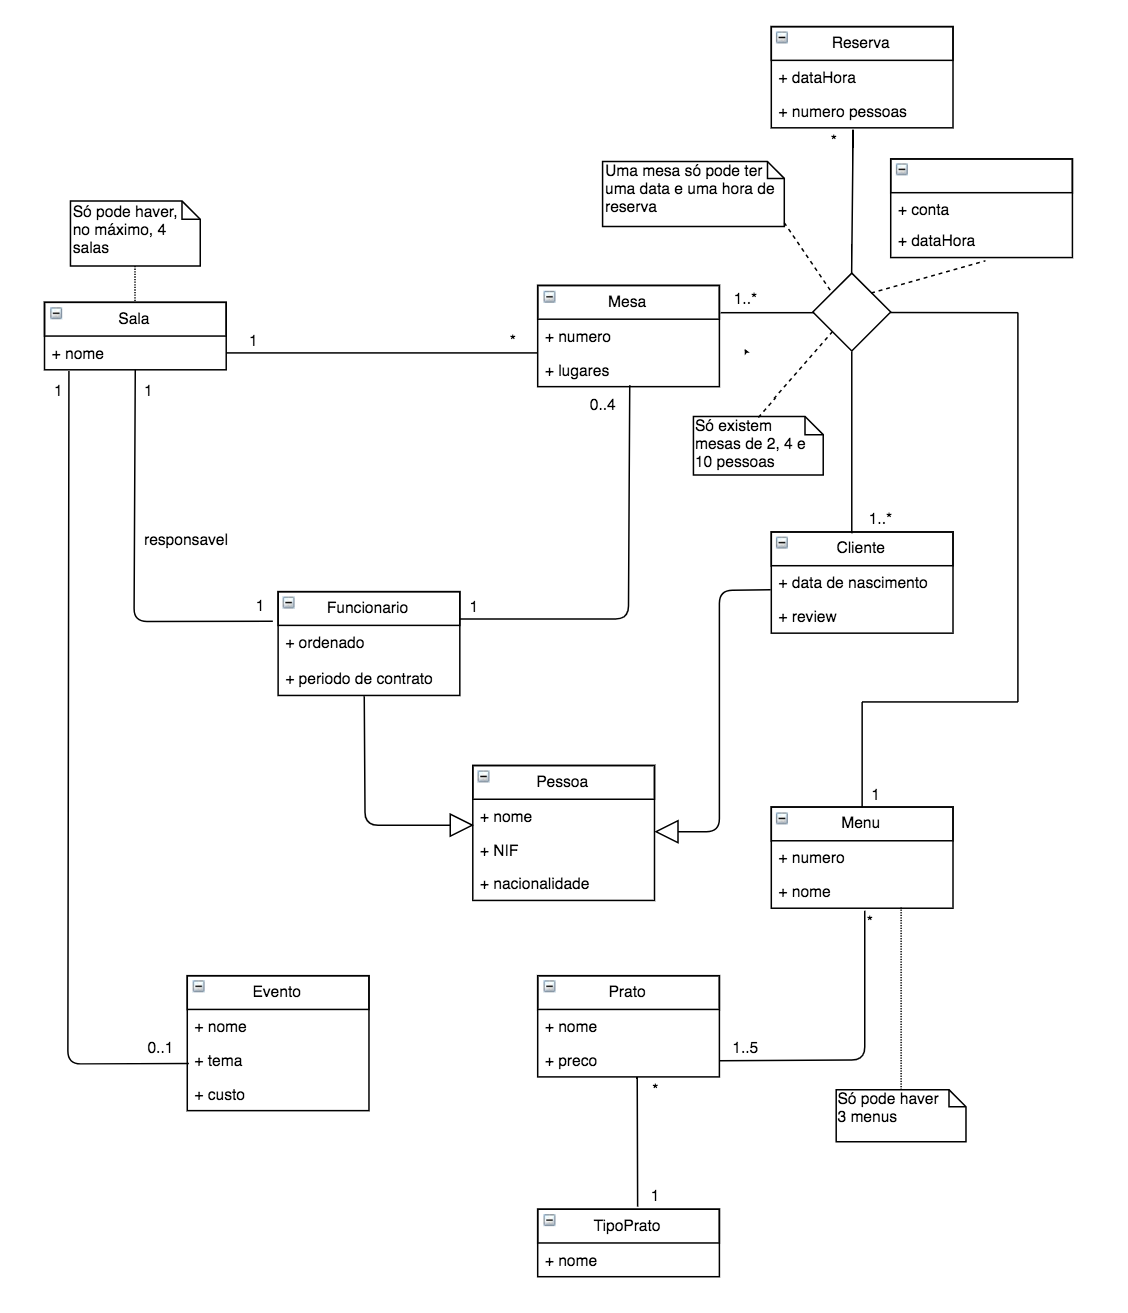 Reserva
+ dataHora
+ numero pessoas
*
Uma mesa só pode ter
uma data e uma hora de
reserva
+ conta
+ dataHora
Só pode haver,
no máximo, 4
salas
Sala
+ nome
1
*
Mesa
+ numero
+ lugares
1..*
1
1
0..4
Só existem
mesas de 2, 4 e
10 pessoas
responsavel
1..*
Cliente
+ data de nascimento
+ review
1
Funcionario
+ ordenado
+ periodo de contrato
1
Pessoa
+ nome
+ NIF
+ nacionalidade
1
Menu
+ numero
+ nome
*
Evento
+ nome
+ tema
+ custo
0..1
Prato
+ nome
+ preco
1..5
*
Só pode haver
3 menus
1
TipoPrato
+ nome